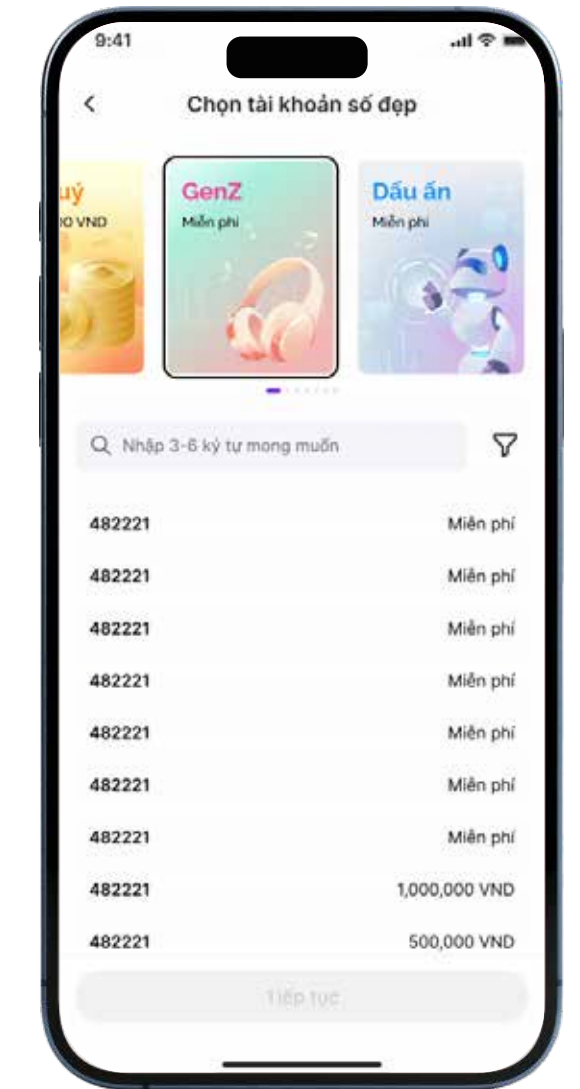 9:41
Chọn tài khoản số đẹp
uý
00 VND
GenZ
Miễn phí
Dấu ấn
Miễn phí
Nhập 3-6 ký tự mong muốn
482221 Miễn phí
482221 Miễn phí
482221 Miễn phí
482221 Miễn phí
482221 Miễn phí
482221 Miễn phí
482221 Miễn phí
482221 1,000,000 VND
482221 500,000 VND
Tiếp tục